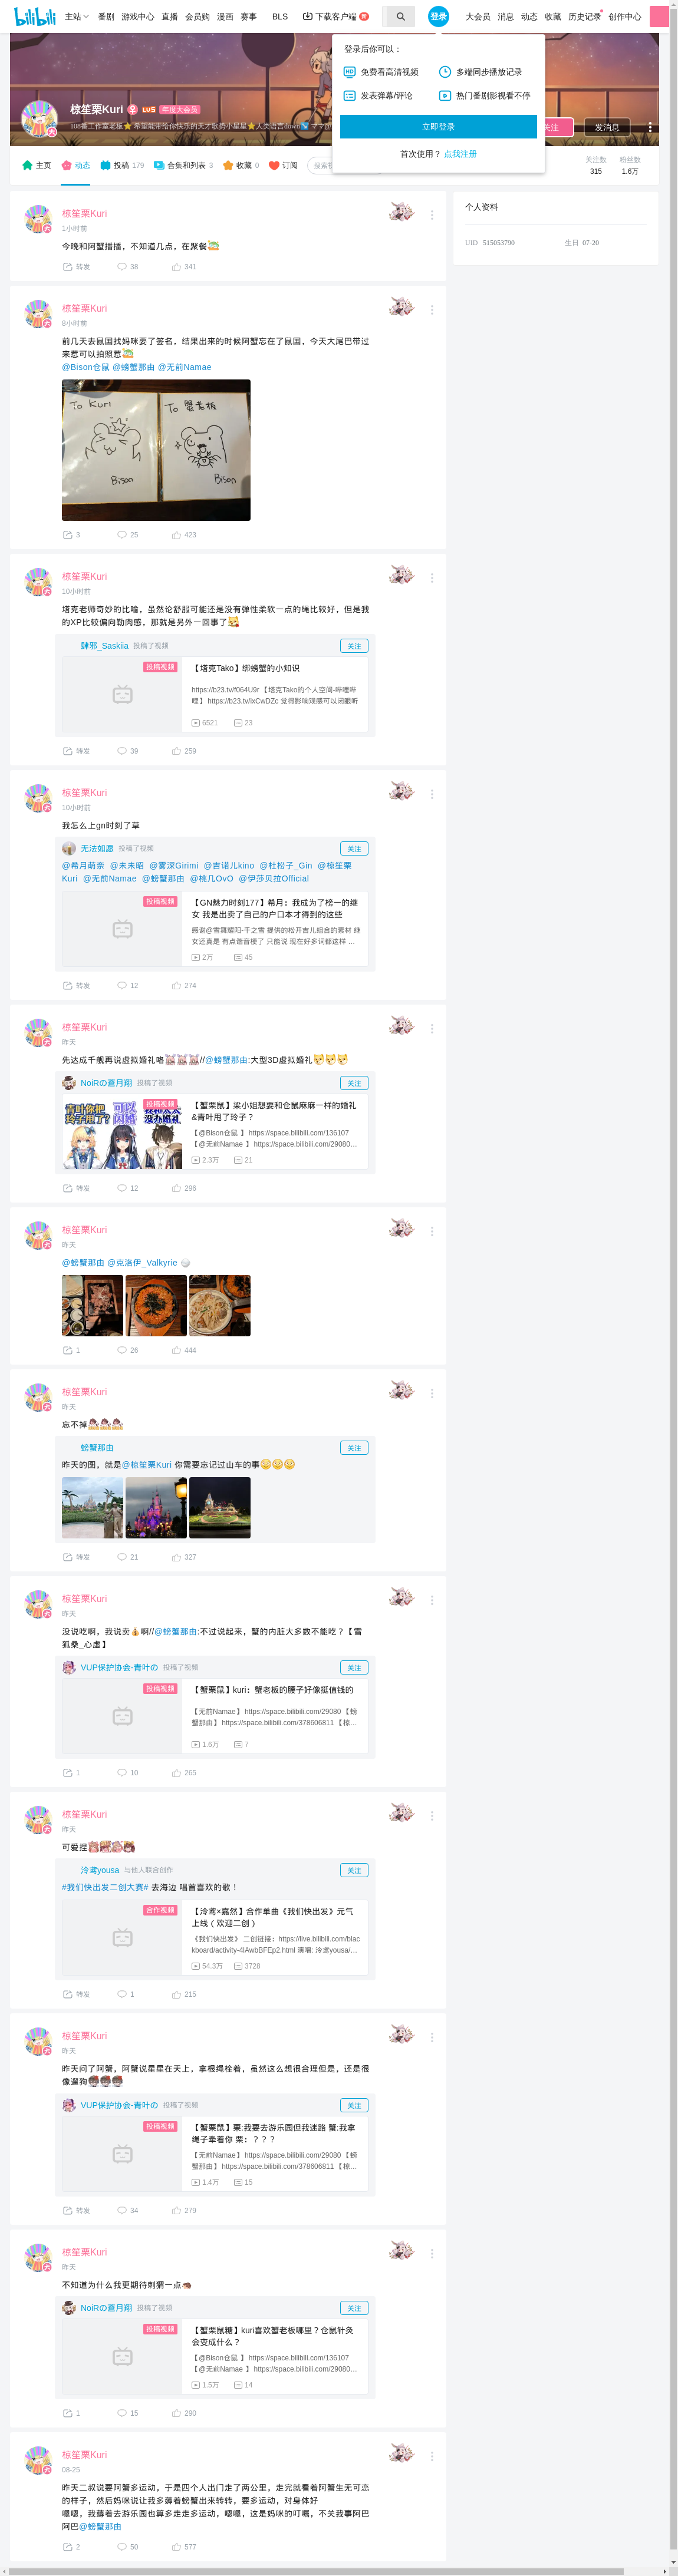 bilibili 主站 番剧 游戏中心 直播 会员购 漫画 赛事 BLS 下载客户端 登录 大会员 消息 动态 收藏 历史记录 创作中心
登录后你可以：
免费看高清视频 多端同步播放记录
发表弹幕/评论 热门番剧影视看不停
立即登录
首次使用？ 点我注册
椋笙栗Kuri LV5 年度大会员
关注 发消息
主页 动态 投稿 179 合集和列表 3 收藏 0 订阅
关注数 粉丝数
315 1.6万
个人资料
UID 515053790 生日 07-20
椋笙栗Kuri
1小时前
今晚和阿蟹播播，不知道几点，在聚餐
转发 38 341
椋笙栗Kuri
8小时前
前几天去鼠国找妈咪要了签名，结果出来的时候阿蟹忘在了鼠国，今天大尾巴带过
来惹可以拍照惹
@Bison仓鼠 @螃蟹那由 @无前Namae
To Kuri To 蟹老板
Bison Bison
3 25 423
椋笙栗Kuri
10小时前
塔克老师奇妙的比喻，虽然论舒服可能还是没有弹性柔软一点的绳比较好，但是我
的XP比较偏向勒肉感，那就是另外一回事了
肆邪_Saskiia 投稿了视频 关注
投稿视频
【塔克Tako】绑螃蟹的小知识
https://b23.tv/f064U9r 【塔克Tako的个人空间-哔哩哔
哩】 https://b23.tv/ixCwDZc 觉得影响观感可以闭眼听
6521 23
转发 39 259
椋笙栗Kuri
10小时前
我怎么上gn时刻了草
无法如愿 投稿了视频 关注
@希月萌奈 @未未昭 @雾深Girimi @吉诺儿kino @杜松子_Gin @椋笙栗
Kuri @无前Namae @螃蟹那由 @桃几OvO @伊莎贝拉Official
投稿视频
【GN魅力时刻177】希月：我成为了榜一的继
女 我是出卖了自己的户口本才得到的这些
感谢@雪舞耀阳-千之雪 提供的松开吉儿组合的素材 继
女还真是 有点谐音梗了 只能说 现在好多词都这样 ...
2万 45
转发 12 274
椋笙栗Kuri
昨天
先达成千舰再说虚拟婚礼咯//@螃蟹那由:大型3D虚拟婚礼
NoiRの蒼月翔 投稿了视频 关注
投稿视频
【蟹栗鼠】梁小姐想要和仓鼠麻麻一样的婚礼
&青叶甩了玲子？
【@Bison仓鼠 】https://space.bilibili.com/136107
【@无前Namae 】 https://space.bilibili.com/29080...
2.3万 21
转发 12 296
椋笙栗Kuri
昨天
@螃蟹那由 @克洛伊_Valkyrie
1 26 444
椋笙栗Kuri
昨天
忘不掉
螃蟹那由 关注
昨天的图，就是@椋笙栗Kuri 你需要忘记过山车的事
转发 21 327
椋笙栗Kuri
昨天
没说吃啊，我说卖啊//@螃蟹那由:不过说起来，蟹的内脏大多数不能吃？【雪
狐桑_心虚】
VUP保护协会-青叶の 投稿了视频 关注
投稿视频
【蟹栗鼠】kuri：蟹老板的腰子好像挺值钱的
【无前Namae】 https://space.bilibili.com/29080 【螃
蟹那由】 https://space.bilibili.com/378606811 【椋...
1.6万 7
1 10 265
椋笙栗Kuri
昨天
可爱捏
泠鸢yousa 与他人联合创作 关注
#我们快出发二创大赛# 去海边 唱首喜欢的歌！
合作视频
【泠鸢×嘉然】合作单曲《我们快出发》元气
上线（欢迎二创）
《我们快出发》 二创链接：https://live.bilibili.com/blac
kboard/activity-4lAwbBFEp2.html 演唱: 泠鸢yousa/...
54.3万 3728
转发 1 215
椋笙栗Kuri
昨天
昨天问了阿蟹，阿蟹说星星在天上，拿根绳栓着，虽然这么想很合理但是，还是很
像遛狗
VUP保护协会-青叶の 投稿了视频 关注
投稿视频
【蟹栗鼠】栗:我要去游乐园但我迷路 蟹:我拿
绳子牵着你 栗：？？？
【无前Namae】 https://space.bilibili.com/29080 【螃
蟹那由】 https://space.bilibili.com/378606811 【椋...
1.4万 15
转发 34 279
椋笙栗Kuri
昨天
不知道为什么我更期待刺猬一点
NoiRの蒼月翔 投稿了视频 关注
投稿视频
【蟹栗鼠糖】kuri喜欢蟹老板哪里？仓鼠针灸
会变成什么？
【@Bison仓鼠 】https://space.bilibili.com/136107
【@无前Namae 】 https://space.bilibili.com/29080...
1.5万 14
1 15 290
椋笙栗Kuri
08-25
昨天二叔说要阿蟹多运动，于是四个人出门走了两公里，走完就看着阿蟹生无可恋
的样子，然后妈咪说让我多薅着螃蟹出来转转，要多运动，对身体好
嗯嗯，我薅着去游乐园也算多走走多运动，嗯嗯，这是妈咪的叮嘱，不关我事阿巴
阿巴@螃蟹那由
2 50 577